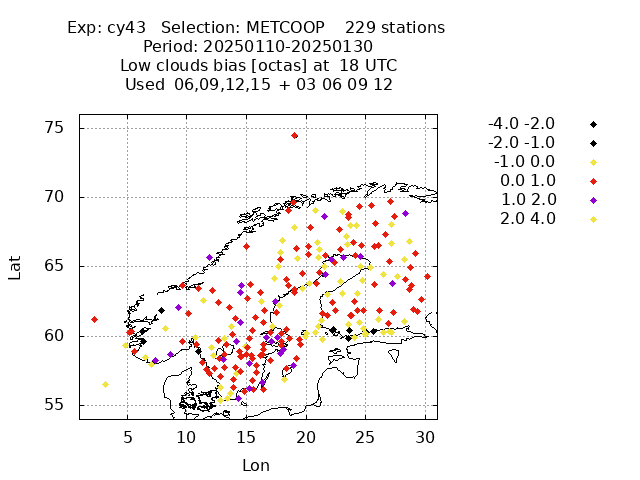 Exp: cy43   Selection: METCOOP    229 stations
Period: 20250110-20250130
Low clouds bias [octas] at  18 UTC
Used  06,09,12,15  + 03 06 09 12
-4.0 -2.0
-2.0 -1.0
-1.0 0.0
0.0 1.0
1.0 2.0
2.0 4.0
75
70
65
60
55
Lat
5 10 15 20 25 30
Lon